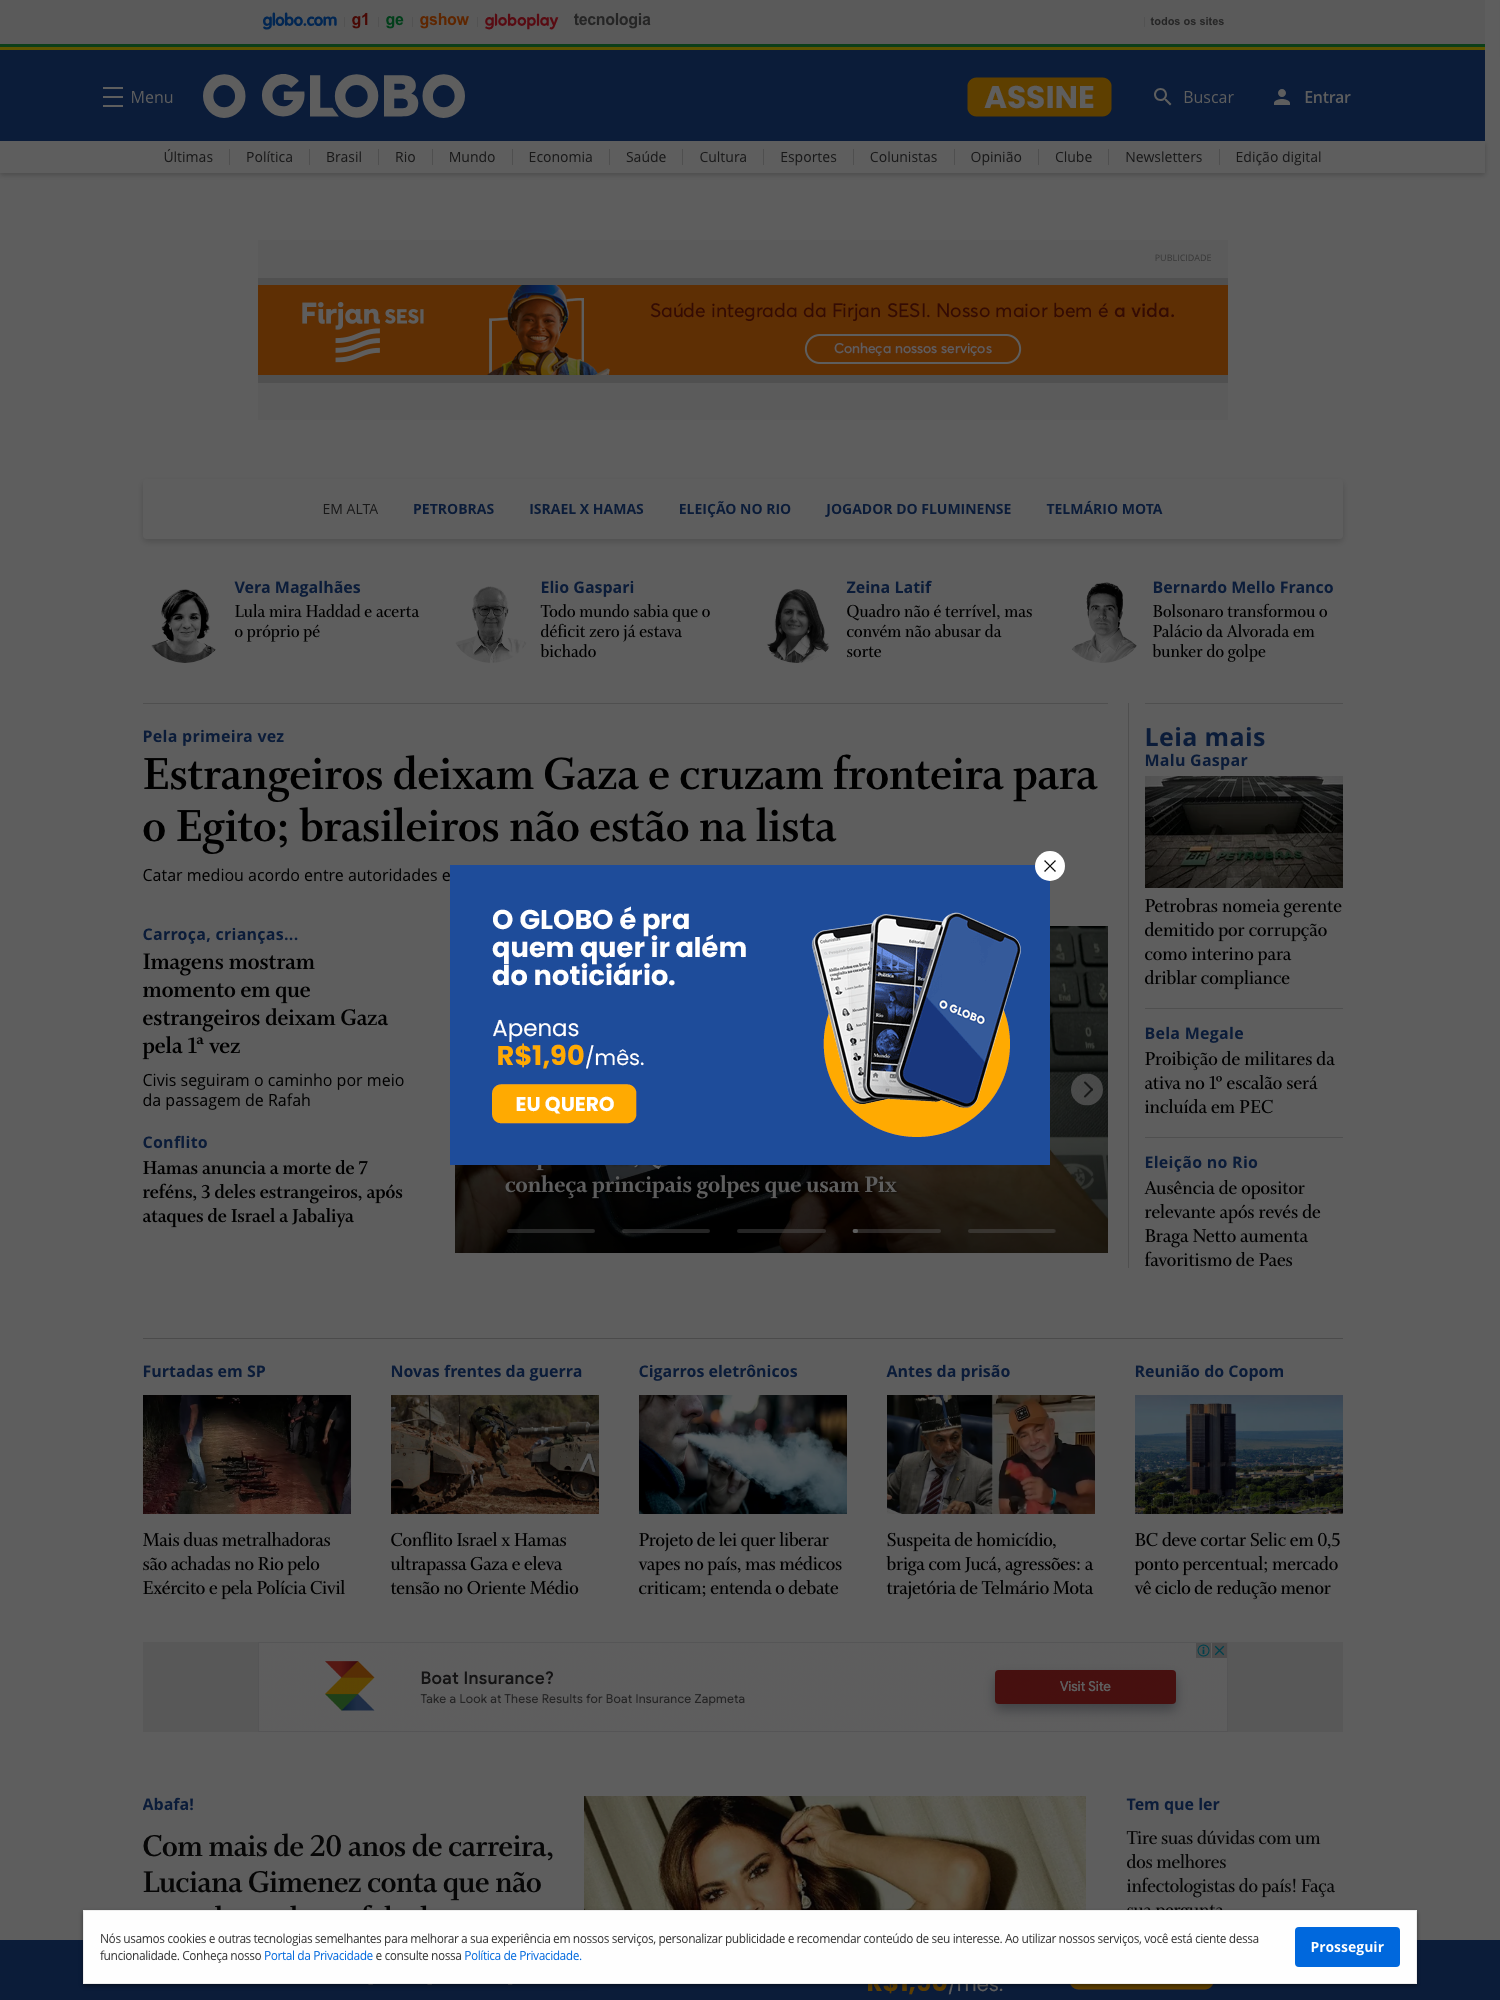 globo.com g1 ge gshow globoplay tecnologia todos os sites
Menu O GLOBO ASSINE Buscar Entrar
Últimas Política Brasil Rio Mundo Economia Saúde Cultura Esportes Colunistas Opinião Clube Newsletters Edição digital
PUBLICIDADE
Firjan SESI
Saúde integrada da Firjan SESI. Nosso maior bem é a vida.
Conheça nossos serviços
EM ALTA PETROBRAS ISRAEL X HAMAS ELEIÇÃO NO RIO JOGADOR DO FLUMINENSE TELMÁRIO MOTA
Vera Magalhães
Lula mira Haddad e acerta
o próprio pé
Elio Gaspari
Todo mundo sabia que o
déficit zero já estava
bichado
Zeina Latif
Quadro não é terrível, mas
convém não abusar da
sorte
Bernardo Mello Franco
Bolsonaro transformou o
Palácio da Alvorada em
bunker do golpe
Pela primeira vez
Estrangeiros deixam Gaza e cruzam fronteira para
o Egito; brasileiros não estão na lista
Catar mediou acordo entre autoridades e
Carroça, crianças...
Imagens mostram
momento em que
estrangeiros deixam Gaza
pela 1ª vez
Civis seguiram o caminho por meio
da passagem de Rafah
Conflito
Hamas anuncia a morte de 7
reféns, 3 deles estrangeiros, após
ataques de Israel a Jabaliya
O GLOBO é pra
quem quer ir além
do noticiário.
Apenas
R$1,90/mês.
EU QUERO
O GLOBO
conheça principais golpes que usam Pix
Leia mais
Malu Gaspar
PETROBRAS
Petrobras nomeia gerente
demitido por corrupção
como interino para
driblar compliance
Bela Megale
Proibição de militares da
ativa no 1º escalão será
incluída em PEC
Eleição no Rio
Ausência de opositor
relevante após revés de
Braga Netto aumenta
favoritismo de Paes
Furtadas em SP
Mais duas metralhadoras
são achadas no Rio pelo
Exército e pela Polícia Civil
Novas frentes da guerra
Conflito Israel x Hamas
ultrapassa Gaza e eleva
tensão no Oriente Médio
Cigarros eletrônicos
Projeto de lei quer liberar
vapes no país, mas médicos
criticam; entenda o debate
Antes da prisão
Suspeita de homicídio,
briga com Jucá, agressões: a
trajetória de Telmário Mota
Reunião do Copom
BC deve cortar Selic em 0,5
ponto percentual; mercado
vê ciclo de redução menor
Boat Insurance?
Take a Look at These Results for Boat Insurance Zapmeta
Visit Site
Abafa!
Com mais de 20 anos de carreira,
Luciana Gimenez conta que não
Tem que ler
Tire suas dúvidas com um
dos melhores
infectologistas do país! Faça
sua pergunta
Nós usamos cookies e outras tecnologias semelhantes para melhorar a sua experiência em nossos serviços, personalizar publicidade e recomendar conteúdo de seu interesse. Ao utilizar nossos serviços, você está ciente dessa
funcionalidade. Conheça nosso Portal da Privacidade e consulte nossa Política de Privacidade.
Prosseguir
R$1,90/mês.